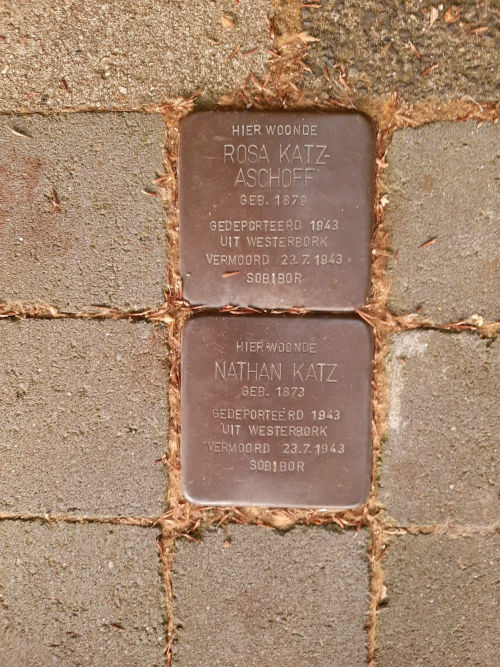 HIER WOONDE
ROSA KATZ-
ASCHOFF
GEB. 1879
GEDEPORTEERD 1943
UIT WESTERBORK
VERMOORD 23.7.1943
SOBIBOR
HIER WOONDE
NATHAN KATZ
GEB. 1873
GEDEPORTEERD 1943
UIT WESTERBORK
VERMOORD 23.7.1943
SOBIBOR